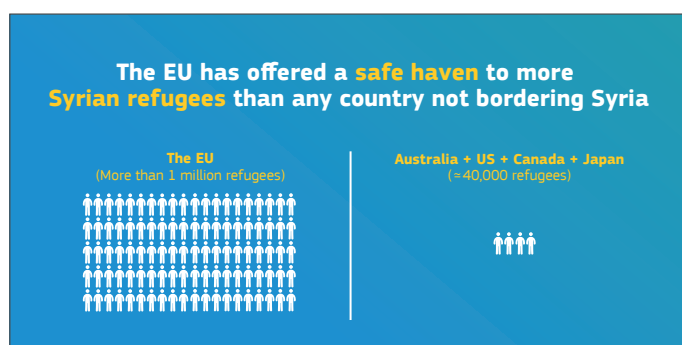 The EU has offered a safe haven to more
Syrian refugees than any country not bordering Syria
The EU
(More than 1 million refugees)
Australia + US + Canada + Japan
(≃40,000 refugees)